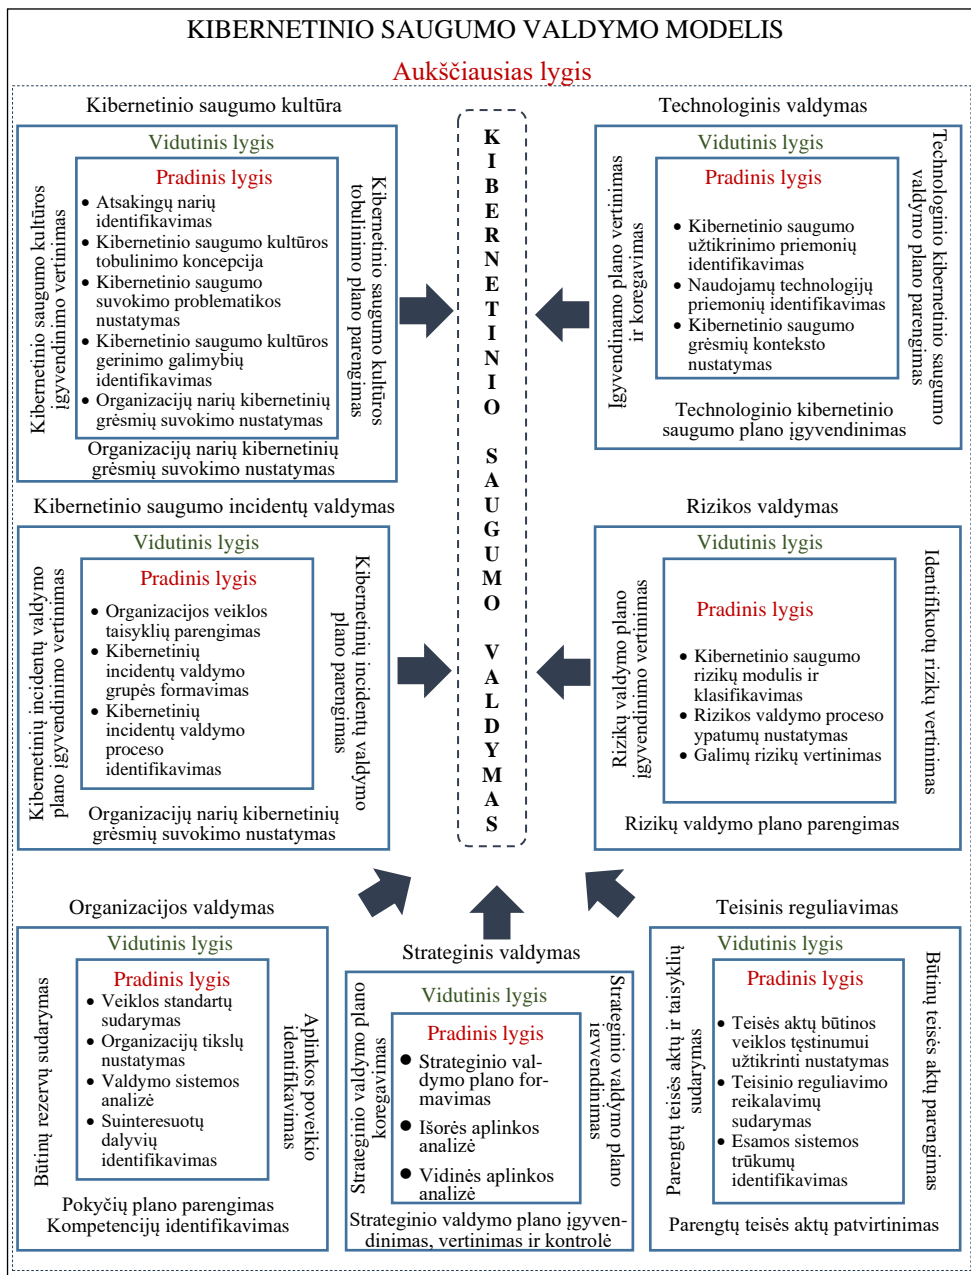 KIBERNETINIO SAUGUMO VALDYMO MODELIS
Aukščiausias lygis
Kibernetinio saugumo kultūra
Vidutinis lygis
Pradinis lygis
• Atsakingų narių
identifikavimas
• Kibernetinio saugumo kultūros
tobulinimo koncepcija
• Kibernetinio saugumo
suvokimo problematikos
nustatymas
• Kibernetinio saugumo kultūros
gerinimo galimybių
identifikavimas
• Organizacijų narių kibernetinių
grėsmių suvokimo nustatymas
Kibernetinio saugumo kultūros
įgyvendinimo vertinimas
Kibernetinio saugumo kultūros
tobulinimo plano parengimas
Organizacijų narių kibernetinių
grėsmių suvokimo nustatymas
KIBERNETINIO SAUGUMO VALDYMAS
Technologinis valdymas
Vidutinis lygis
Pradinis lygis
• Kibernetinio saugumo
užtikrinimo priemonių
identifikavimas
• Naudojamų technologijų
priemonių identifikavimas
• Kibernetinio saugumo
grėsmių konteksto
nustatymas
Įgyvendinamo plano vertinimas
ir koregavimas
Technologinio kibernetinio saugumo
valdymo plano parengimas
Technologinio kibernetinio
saugumo plano įgyvendinimas
Kibernetinio saugumo incidentų valdymas
Vidutinis lygis
Pradinis lygis
• Organizacijos veiklos
taisyklių parengimas
• Kibernetinių
incidentų valdymo
grupės formavimas
• Kibernetinių
incidentų valdymo
proceso
identifikavimas
Kibernetinių incidentų valdymo
plano įgyvendinimo vertinimas
Kibernetinių incidentų valdymo
plano parengimas
Organizacijų narių kibernetinių
grėsmių suvokimo nustatymas
Rizikos valdymas
Vidutinis lygis
Pradinis lygis
• Kibernetinio saugumo
rizikų modulis ir
klasifikavimas
• Rizikos valdymo proceso
ypatumų nustatymas
• Galimų rizikų vertinimas
Rizikų valdymo plano
įgyvendinimo vertinimas
Identifikuotų rizikų vertinimas
Rizikų valdymo plano parengimas
Organizacijos valdymas
Vidutinis lygis
Pradinis lygis
• Veiklos standartų
sudarymas
• Organizacijų tikslų
nustatymas
• Valdymo sistemos
analizė
• Suinteresuotų
dalyvių
identifikavimas
Būtinų rezervų sudarymas
Aplinkos poveikio
identifikavimas
Pokyčių plano parengimas
Kompetencijų identifikavimas
Strateginis valdymas
Vidutinis lygis
Pradinis lygis
• Strateginio val-
dymo plano for-
mavimas
• Išorės aplinkos
analizė
• Vidinės aplinkos
analizė
Strateginio valdymo plano
koregavimas
Strateginio valdymo plano
įgyvendinimas
Strateginio valdymo plano įgyven-
dinimas, vertinimas ir kontrolė
Teisinis reguliavimas
Vidutinis lygis
Pradinis lygis
• Teisės aktų būtinos
veiklos tęstinumui
užtikrinti nustatymas
• Teisinio reguliavimo
reikalavimų
sudarymas
• Esamos sistemos
trūkumų
identifikavimas
Parengtų teisės aktų ir taisyklių
sudarymas
Būtinų teisės aktų parengimas
Parengtų teisės aktų patvirtinimas